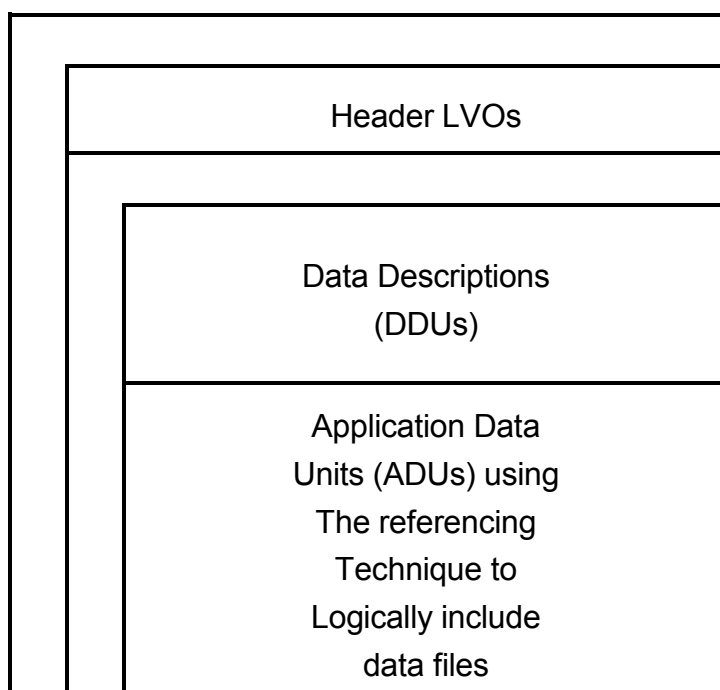 Header LVOs
Data Descriptions
(DDUs)
Application Data
Units (ADUs) using
The referencing
Technique to
Logically include
data files